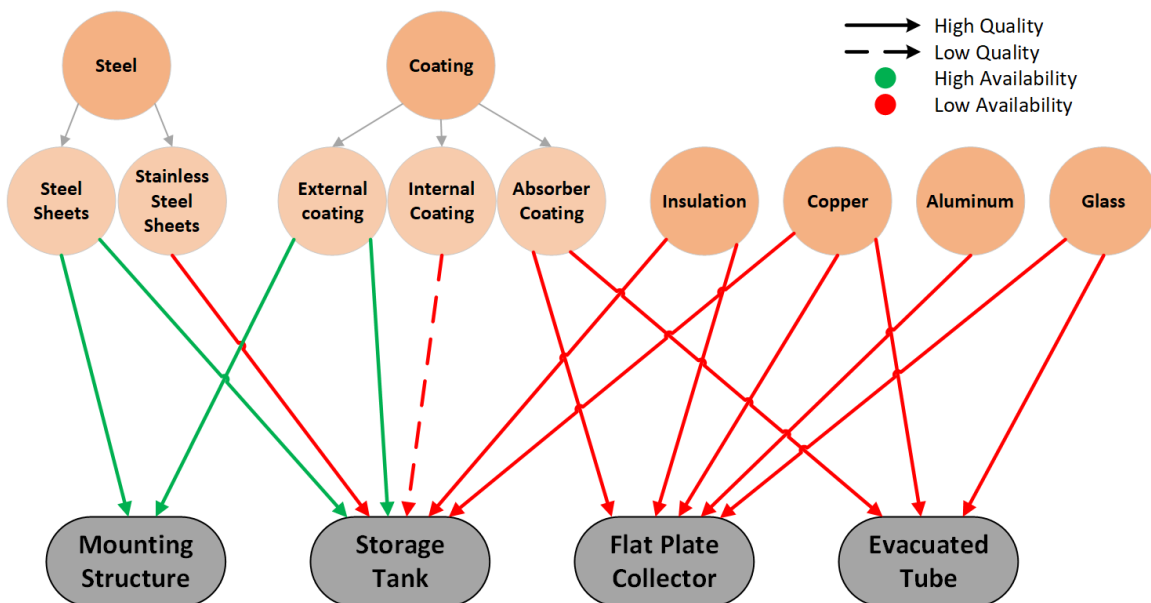 High Quality
Low Quality
High Availability
Low Availability
Steel
Coating
Steel
Sheets
Stainless
Steel
Sheets
External
coating
Internal
Coating
Absorber
Coating
Insulation
Copper
Aluminum
Glass
Mounting
Structure
Storage
Tank
Flat Plate
Collector
Evacuated
Tube